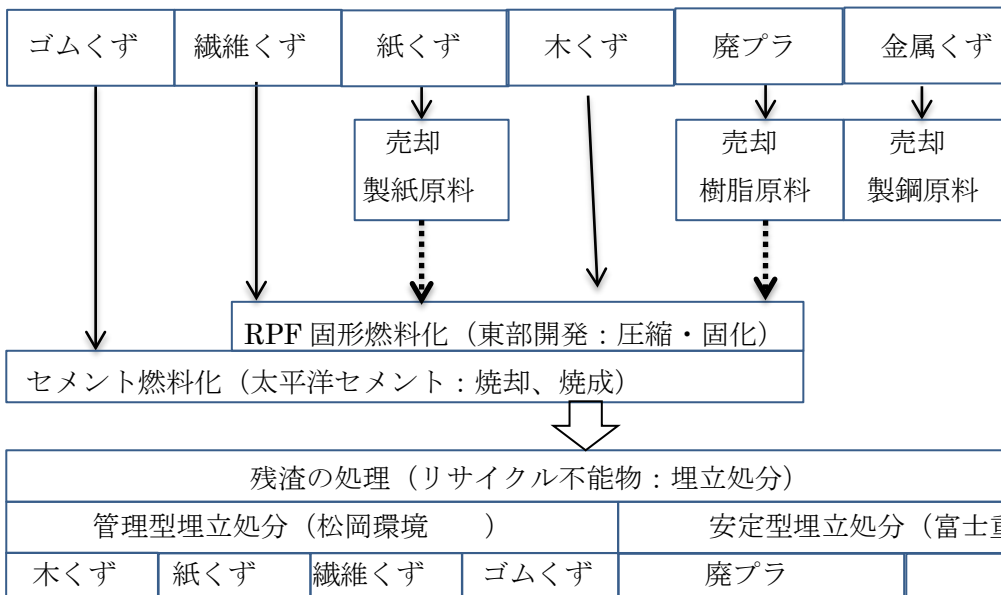 ゴムくず 繊維くず 紙くず 木くず 廃プラ 金属くず
売却 売却 売却
製紙原料 樹脂原料 製鋼原料
RPF 固形燃料化（東部開発：圧縮・固化）
セメント燃料化（太平洋セメント：焼却、焼成）
残渣の処理（リサイクル不能物：埋立処分）
管理型埋立処分（松岡環境　　） 安定型埋立処分（富士重
木くず 紙くず 繊維くず ゴムくず 廃プラ